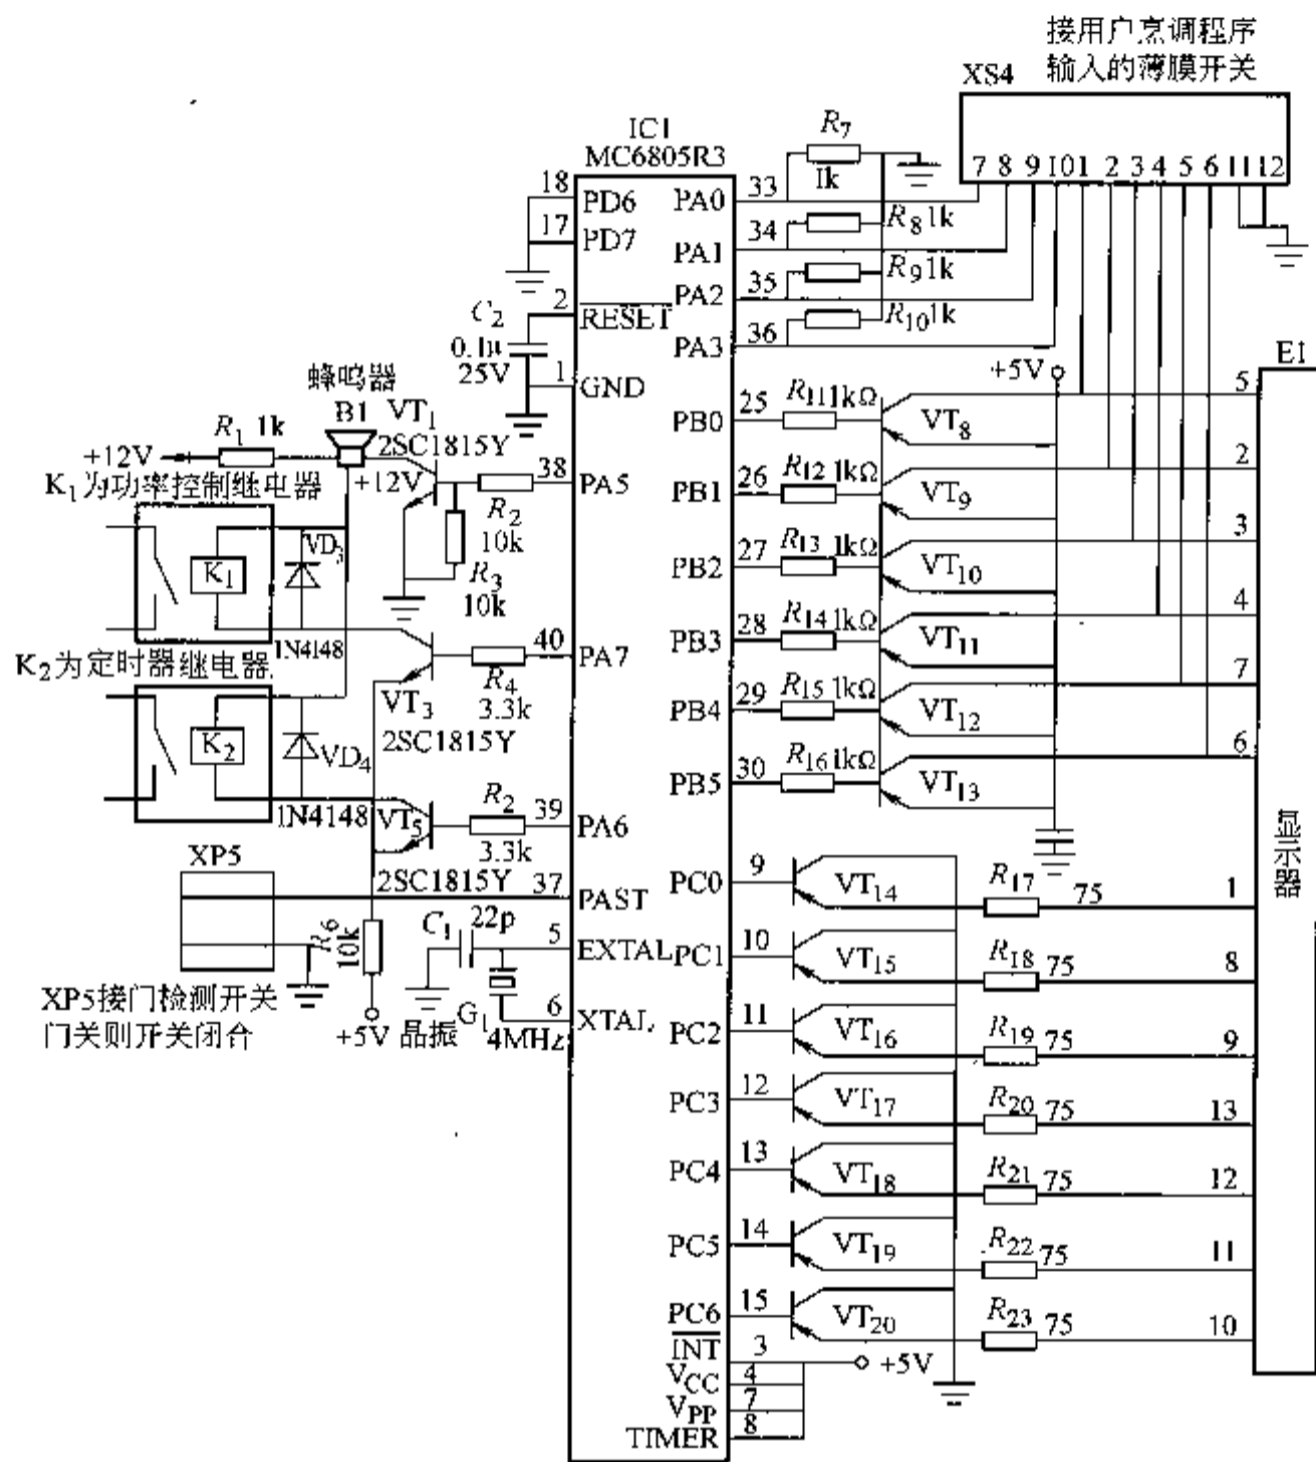 接用户烹调程序
输入的薄膜开关
XS4
7 8 9 10 1 2 3 4 5 6 11 12
IC1
MC6805R3
R7
1k
18 PD6 PA0 33
17 PD7
R8 1k
34
PA1
R9 1k
35
PA2
2 RESET
C2
0.1μ
25V
R10 1k
36
PA3
1 GND
+5V
E1
显示器
蜂鸣器
B1
VT1
2SC1815Y
R1 1k
+12V
+12V
K1为功率控制继电器
38 PA5
R2
10k
R3
10k
VD3
K1
1N4148
40 PA7
R4
3.3k
VT3
2SC1815Y
K2为定时器继电器
K2
VD4
1N4148
VT5
R2
3.3k
39 PA6
2SC1815Y
XP5
37 PAST
R6
10k
+5V
C1 22p
5 EXTAL
G1
6 XTAL
4MHz
晶振
XP5接门检测开关
门关则开关闭合
PB0 25 R11 1kΩ VT8 5
PB1 26 R12 1kΩ VT9 2
PB2 27 R13 1kΩ VT10 3
PB3 28 R14 1kΩ VT11 4
PB4 29 R15 1kΩ VT12 7
PB5 30 R16 1kΩ VT13 6
PC0 9 VT14 R17 75 1
PC1 10 VT15 R18 75 8
PC2 11 VT16 R19 75 9
PC3 12 VT17 R20 75 13
PC4 13 VT18 R21 75 12
PC5 14 VT19 R22 75 11
PC6 15 VT20 R23 75 10
INT 3 +5V
VCC 4
VPP 7
TIMER 8